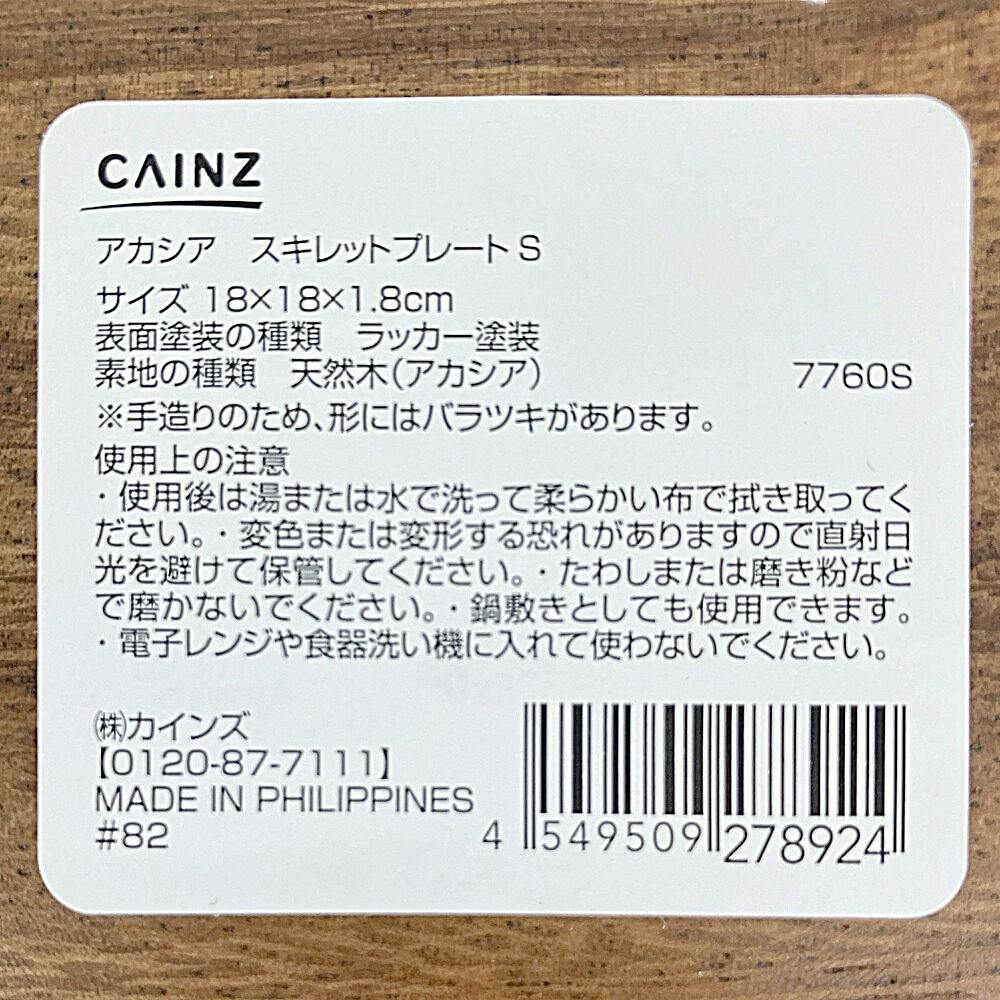 CAINZ
アカシア　スキレットプレートS
サイズ 18×18×1.8cm
表面塗装の種類　ラッカー塗装
素地の種類　天然木(アカシア)　7760S
※手造りのため、形にはバラツキがあります。
使用上の注意
・使用後は湯または水で洗って柔らかい布で拭き取ってく
ださい。・変色または変形する恐れがありますので直射日
光を避けて保管してください。・たわしまたは磨き粉など
で磨かないでください。・鍋敷きとしても使用できます。
・電子レンジや食器洗い機に入れて使わないでください。
㈱カインズ
【0120-87-7111】
MADE IN PHILIPPINES
#82
4 549509 278924